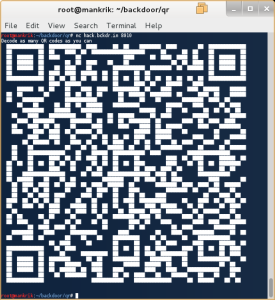 root@mankrik: ~/backdoor/qr
File Edit View Search Terminal Help
root@mankrik:~/backdoor/qr# nc hack.bckdr.in 8010
Decode as many QR codes as you can
root@mankrik:~/backdoor/qr#